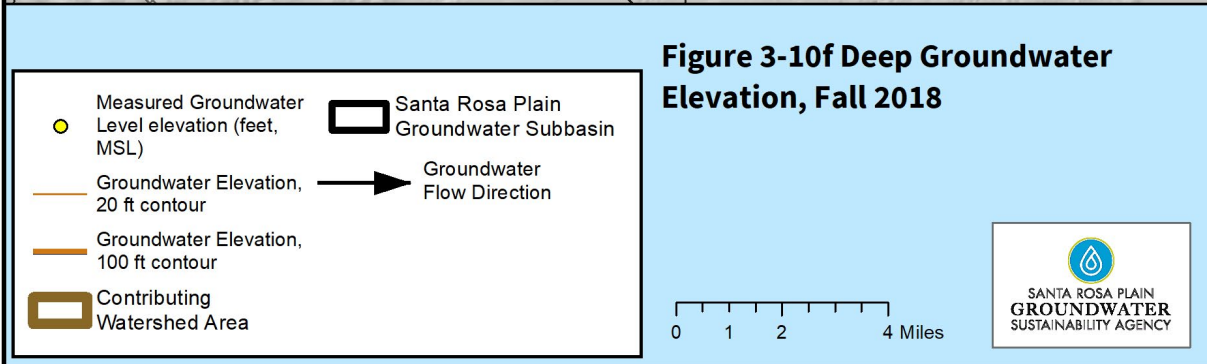 Figure 3-10f Deep Groundwater
Elevation, Fall 2018
Measured Groundwater
Level elevation (feet,
MSL)
Groundwater Elevation,
20 ft contour
Groundwater Elevation,
100 ft contour
Contributing
Watershed Area
Santa Rosa Plain
Groundwater Subbasin
Groundwater
Flow Direction
0 1 2 4 Miles
SANTA ROSA PLAIN
GROUNDWATER
SUSTAINABILITY AGENCY